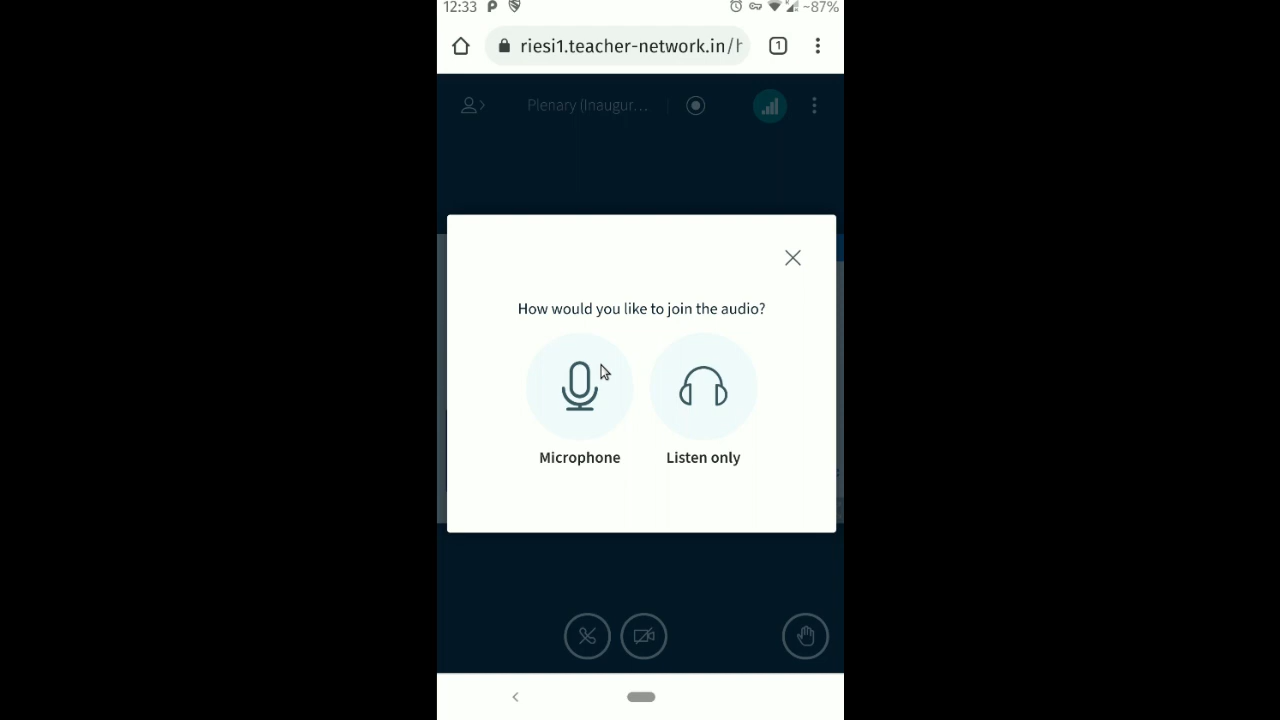 12:33 ~87%
riesi1.teacher-network.in/h 1
Plenary (Inaugur...
How would you like to join the audio?
Microphone Listen only